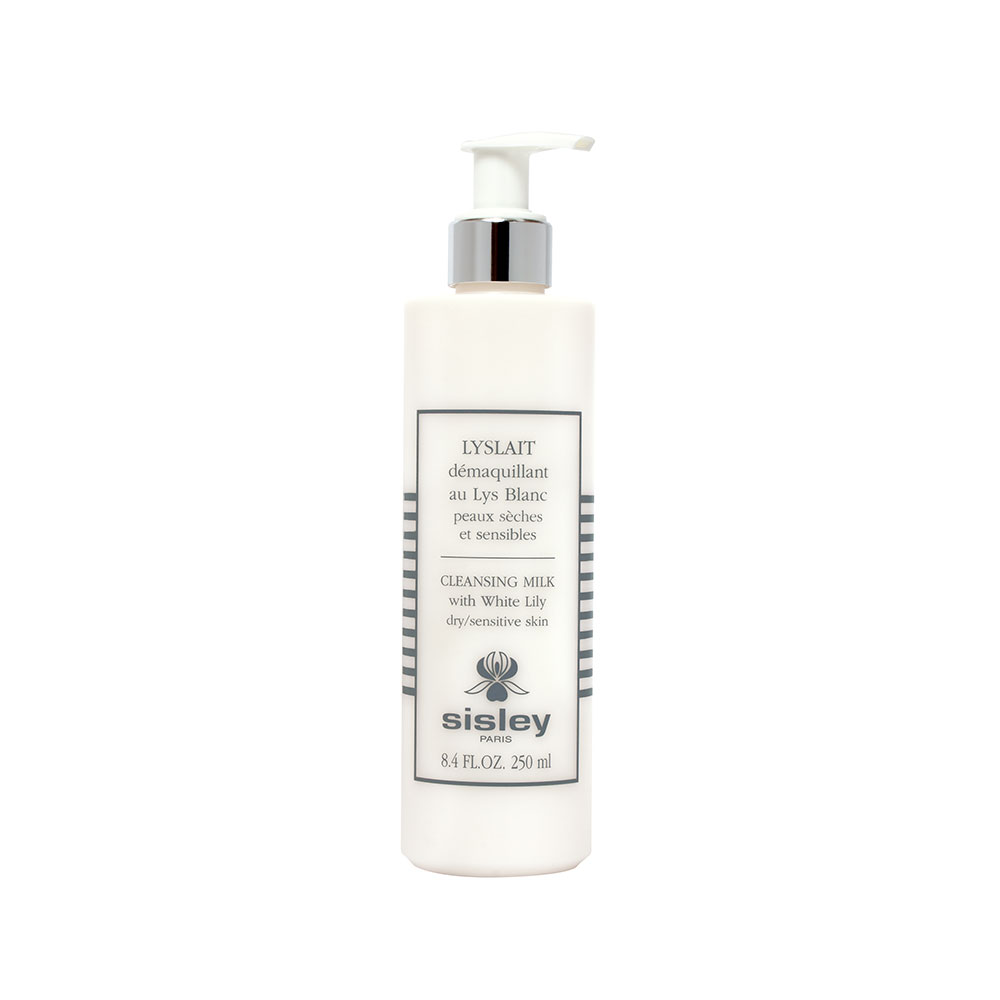 LYSLAIT
démaquillant
au Lys Blanc
peaux sèches
et sensibles
CLEANSING MILK
with White Lily
dry/sensitive skin
sisley
PARIS
8.4 FL.OZ. 250 ml